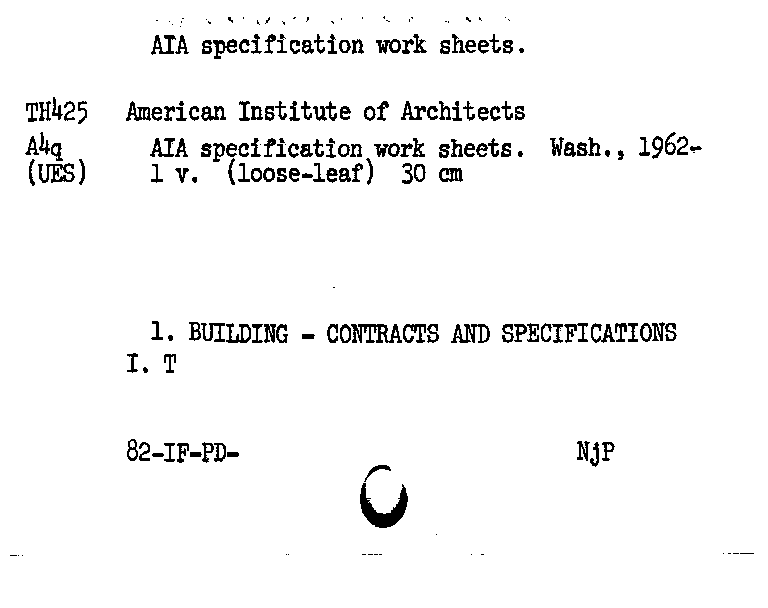 AIA specification work sheets.
TH425 American Institute of Architects
A4q AIA specification work sheets. Wash., 1962-
(UES) 1 v. (loose-leaf) 30 cm
1. BUILDING - CONTRACTS AND SPECIFICATIONS
I. T
82-IF-PD- NjP